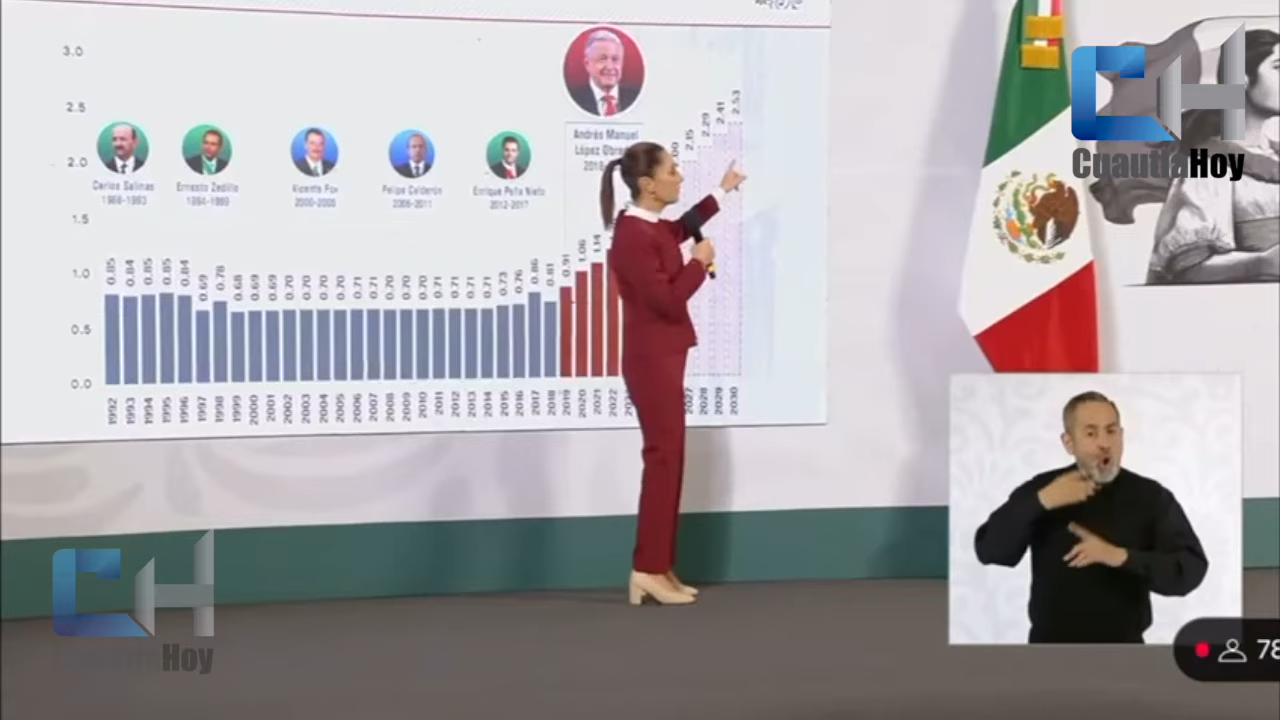 3.0
2.5
2.0
1.5
1.0
0.5
0.0
Carlos Salinas
1988-1993
Ernesto Zedillo
1994-1999
Vicente Fox
2000-2005
Felipe Calderón
2006-2011
Enrique Peña Nieto
2012-2017
Andrés Manuel
0.85 0.84 0.85 0.85 0.84 0.69 0.78 0.68 0.69 0.69 0.70 0.70 0.70 0.70 0.71 0.71 0.70 0.70 0.70 0.71 0.71 0.71 0.71 0.73 0.76 0.86 0.81 0.91 1.06 1.14
2.15 2.29 2.41 2.53
1992 1993 1994 1995 1996 1997 1998 1999 2000 2001 2002 2003 2004 2005 2006 2007 2008 2009 2010 2011 2012 2013 2014 2015 2016 2017 2018 2019 2020 2021 2022
2027 2028 2029 2030
CH
CuautlaHoy
CH
CuautlaHoy
78